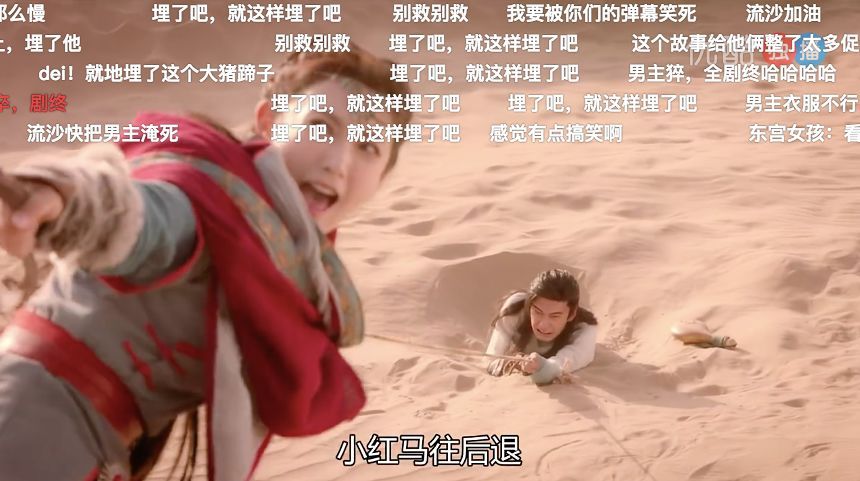 那么慢 埋了吧，就这样埋了吧 别救别救 我要被你们的弹幕笑死 流沙加油
，埋了他 别救别救 埋了吧，就这样埋了吧 这个故事给他俩整了太多促
dei！就地埋了这个大猪蹄子 埋了吧，就这样埋了吧 男主猝，全剧终哈哈哈哈
卒，剧终 埋了吧，就这样埋了吧 埋了吧，就这样埋了吧 男主衣服不行
流沙快把男主淹死 埋了吧，就这样埋了吧 感觉有点搞笑啊 东宫女孩：看
小红马往后退